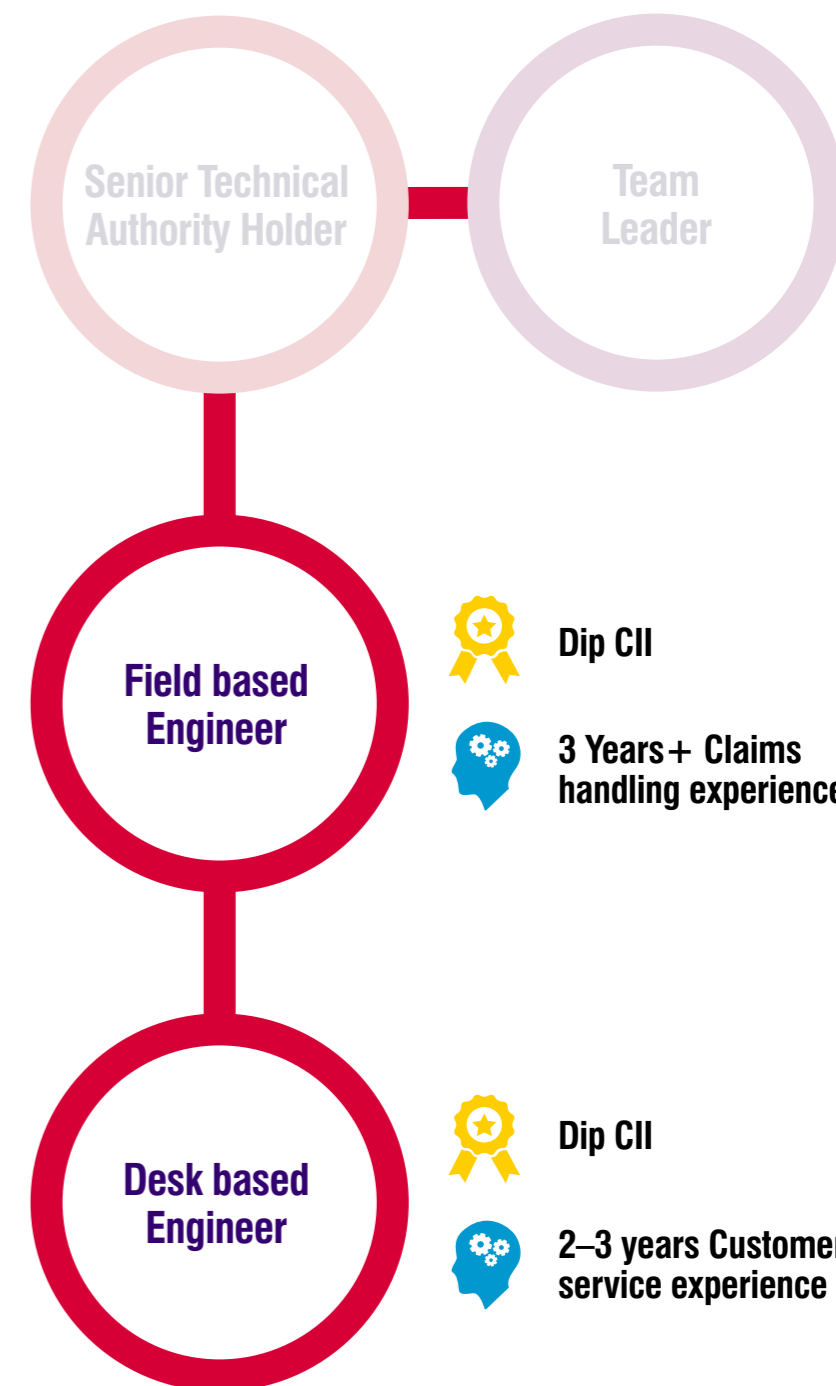 Senior Technical
Authority Holder
Team
Leader
Field based
Engineer
Dip CII
3 Years+ Claims
handling experience
Desk based
Engineer
Dip CII
2–3 years Customer
service experience